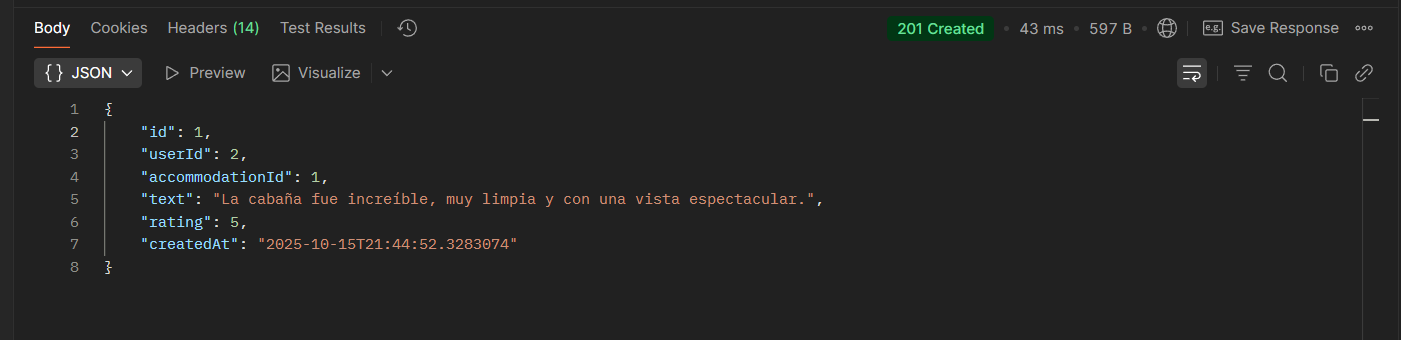 Body Cookies Headers (14) Test Results 201 Created 43 ms 597 B e.g. Save Response
{} JSON Preview Visualize
1 {
2 "id": 1,
3 "userId": 2,
4 "accommodationId": 1,
5 "text": "La cabaña fue increíble, muy limpia y con una vista espectacular.",
6 "rating": 5,
7 "createdAt": "2025-10-15T21:44:52.3283074"
8 }